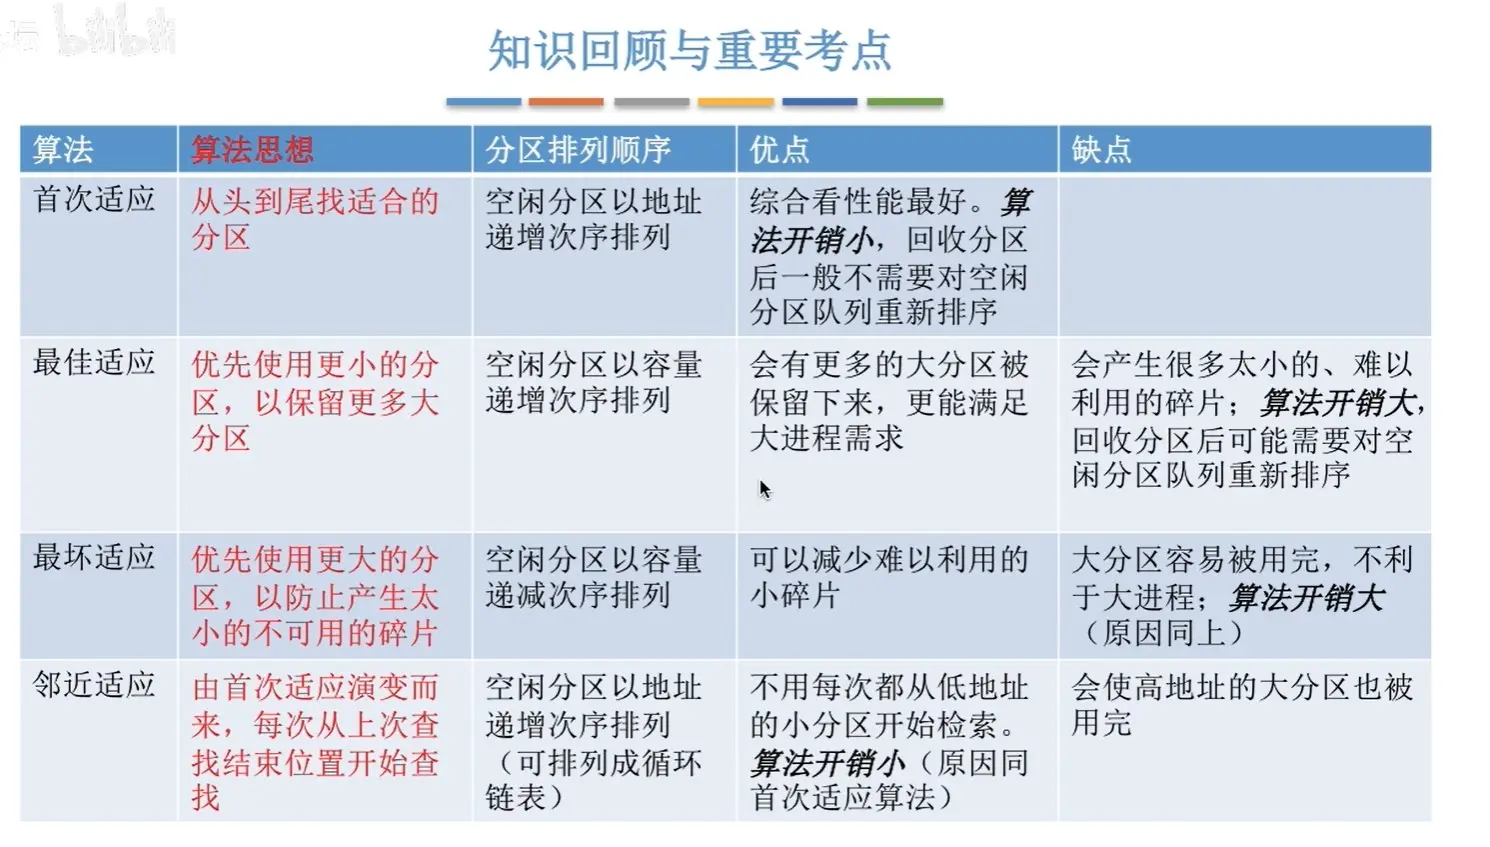 坛 bilibili
知识回顾与重要考点
算法
算法思想
分区排列顺序
优点
缺点
首次适应
从头到尾找适合的
分区
空闲分区以地址
递增次序排列
综合看性能最好。算
法开销小，回收分区
后一般不需要对空闲
分区队列重新排序
最佳适应
优先使用更小的分
区，以保留更多大
分区
空闲分区以容量
递增次序排列
会有更多的大分区被
保留下来，更能满足
大进程需求
会产生很多太小的、难以
利用的碎片；算法开销大，
回收分区后可能需要对空
闲分区队列重新排序
最坏适应
优先使用更大的分
区，以防止产生太
小的不可用的碎片
空闲分区以容量
递减次序排列
可以减少难以利用的
小碎片
大分区容易被用完，不利
于大进程；算法开销大
（原因同上）
邻近适应
由首次适应演变而
来，每次从上次查
找结束位置开始查
找
空闲分区以地址
递增次序排列
（可排列成循环
链表）
不用每次都从低地址
的小分区开始检索。
算法开销小（原因同
首次适应算法）
会使高地址的大分区也被
用完